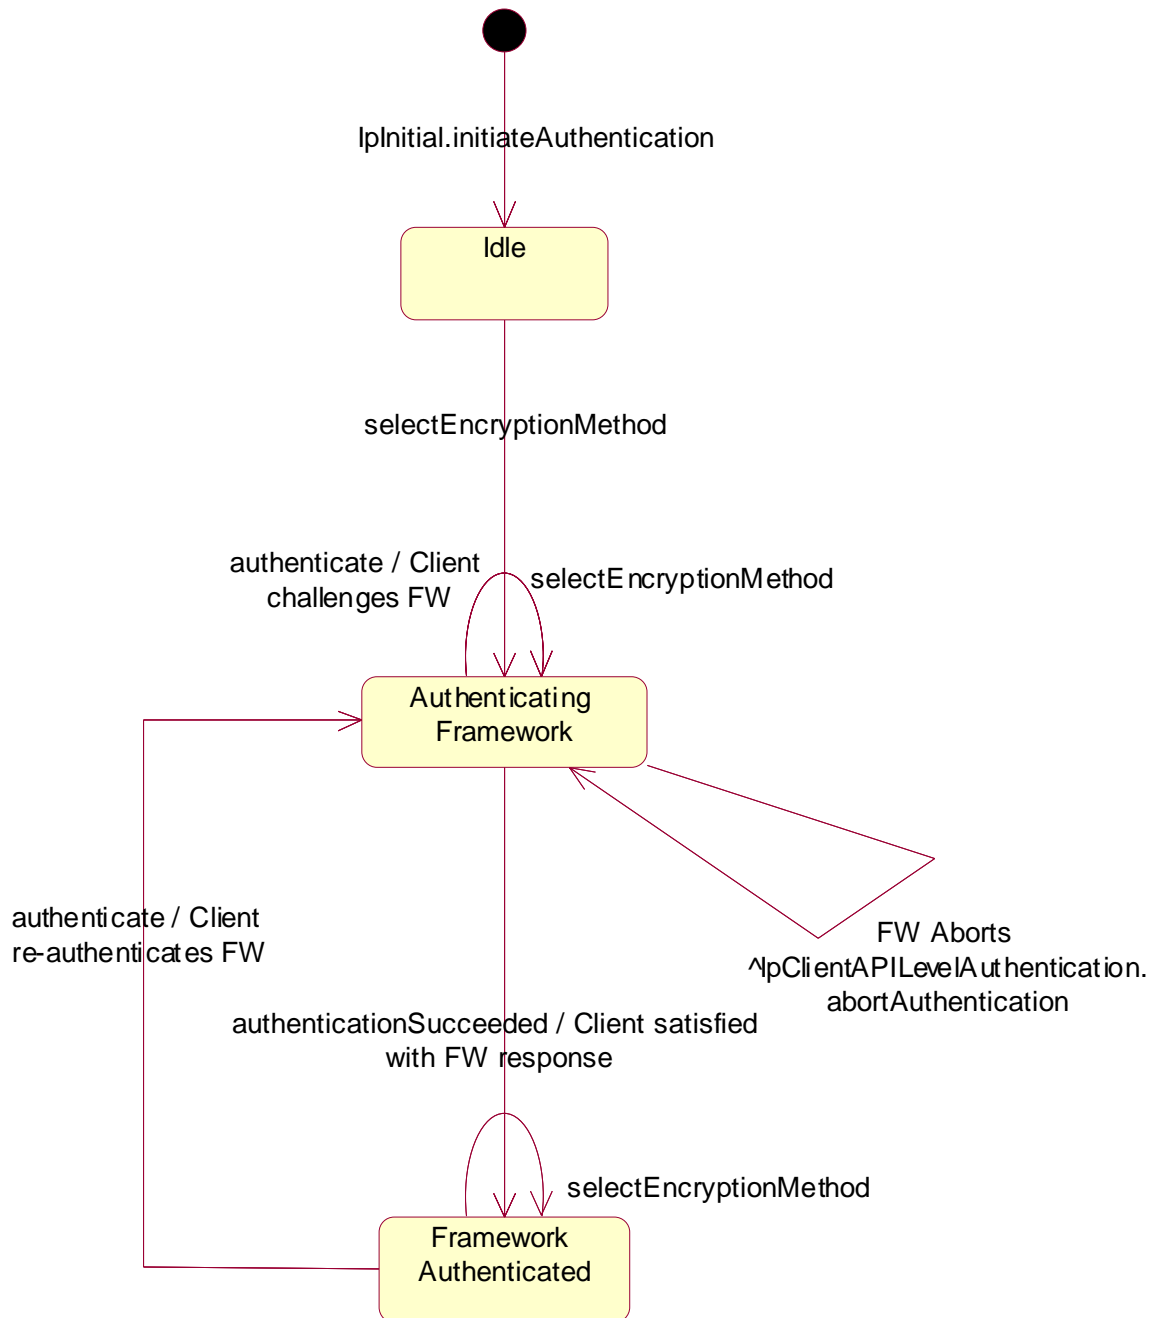 IpInitial.initiateAuthentication
Idle
selectEncryptionMethod
authenticate / Client
challenges FW
selectEncryptionMethod
Authenticating
Framework
authenticate / Client
re-authenticates FW
FW Aborts
^IpClientAPILevelAuthentication.
abortAuthentication
authenticationSucceeded / Client satisfied
with FW response
selectEncryptionMethod
Framework
Authenticated